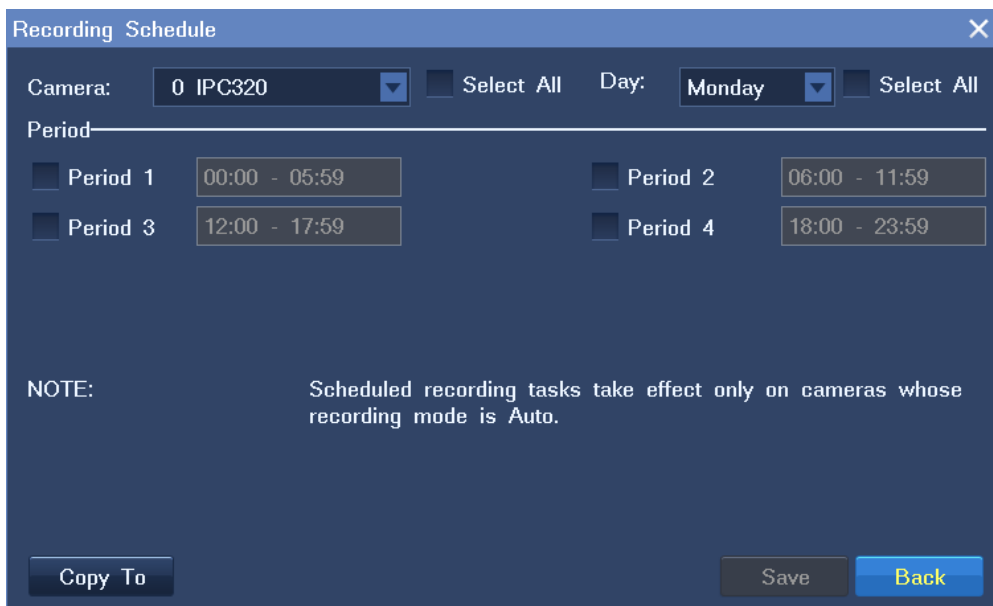 Recording Schedule
Camera: 0 IPC320 Select All Day: Monday Select All
Period
Period 1 00:00 - 05:59 Period 2 06:00 - 11:59
Period 3 12:00 - 17:59 Period 4 18:00 - 23:59
NOTE: Scheduled recording tasks take effect only on cameras whose
recording mode is Auto.
Copy To Save Back